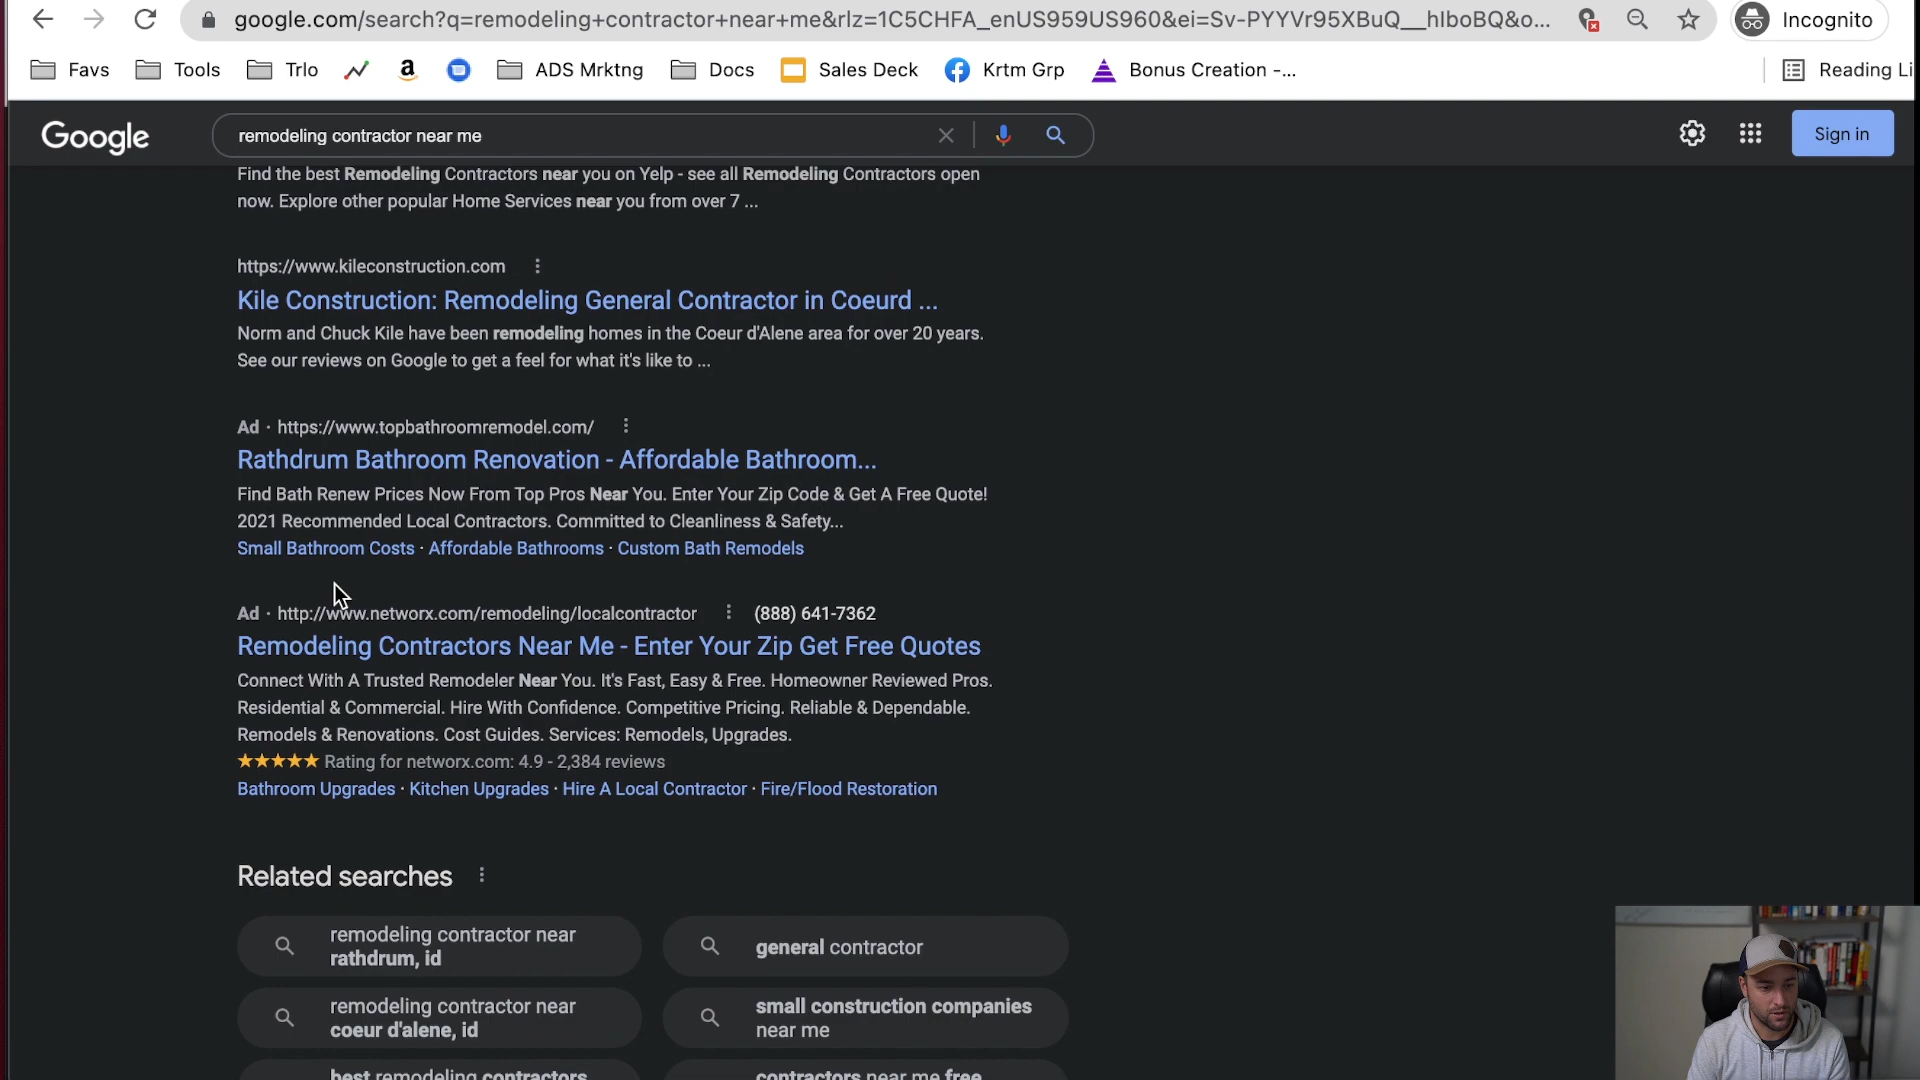 google.com/search?q=remodeling+contractor+near+me&rlz=1C5CHFA_enUS959US960&ei=Sv-PYYVr95XBuQ__hIboBQ&o...
Incognito
Favs
Tools
Trlo
ADS Mrktng
Docs
Sales Deck
Krtm Grp
Bonus Creation -...
Reading Li
Google
remodeling contractor near me
Sign in
Find the best Remodeling Contractors near you on Yelp - see all Remodeling Contractors open
now. Explore other popular Home Services near you from over 7 ...
https://www.kileconstruction.com
Kile Construction: Remodeling General Contractor in Coeurd ...
Norm and Chuck Kile have been remodeling homes in the Coeur d'Alene area for over 20 years.
See our reviews on Google to get a feel for what it's like to ...
Ad · https://www.topbathroomremodel.com/
Rathdrum Bathroom Renovation - Affordable Bathroom...
Find Bath Renew Prices Now From Top Pros Near You. Enter Your Zip Code & Get A Free Quote!
2021 Recommended Local Contractors. Committed to Cleanliness & Safety...
Small Bathroom Costs · Affordable Bathrooms · Custom Bath Remodels
Ad · http://www.networx.com/remodeling/localcontractor (888) 641-7362
Remodeling Contractors Near Me - Enter Your Zip Get Free Quotes
Connect With A Trusted Remodeler Near You. It's Fast, Easy & Free. Homeowner Reviewed Pros.
Residential & Commercial. Hire With Confidence. Competitive Pricing. Reliable & Dependable.
Remodels & Renovations. Cost Guides. Services: Remodels, Upgrades.
Rating for networx.com: 4.9 - 2,384 reviews
Bathroom Upgrades · Kitchen Upgrades · Hire A Local Contractor · Fire/Flood Restoration
Related searches
remodeling contractor near
rathdrum, id
general contractor
remodeling contractor near
coeur d'alene, id
small construction companies
near me
best remodeling contractors
contractors near me free